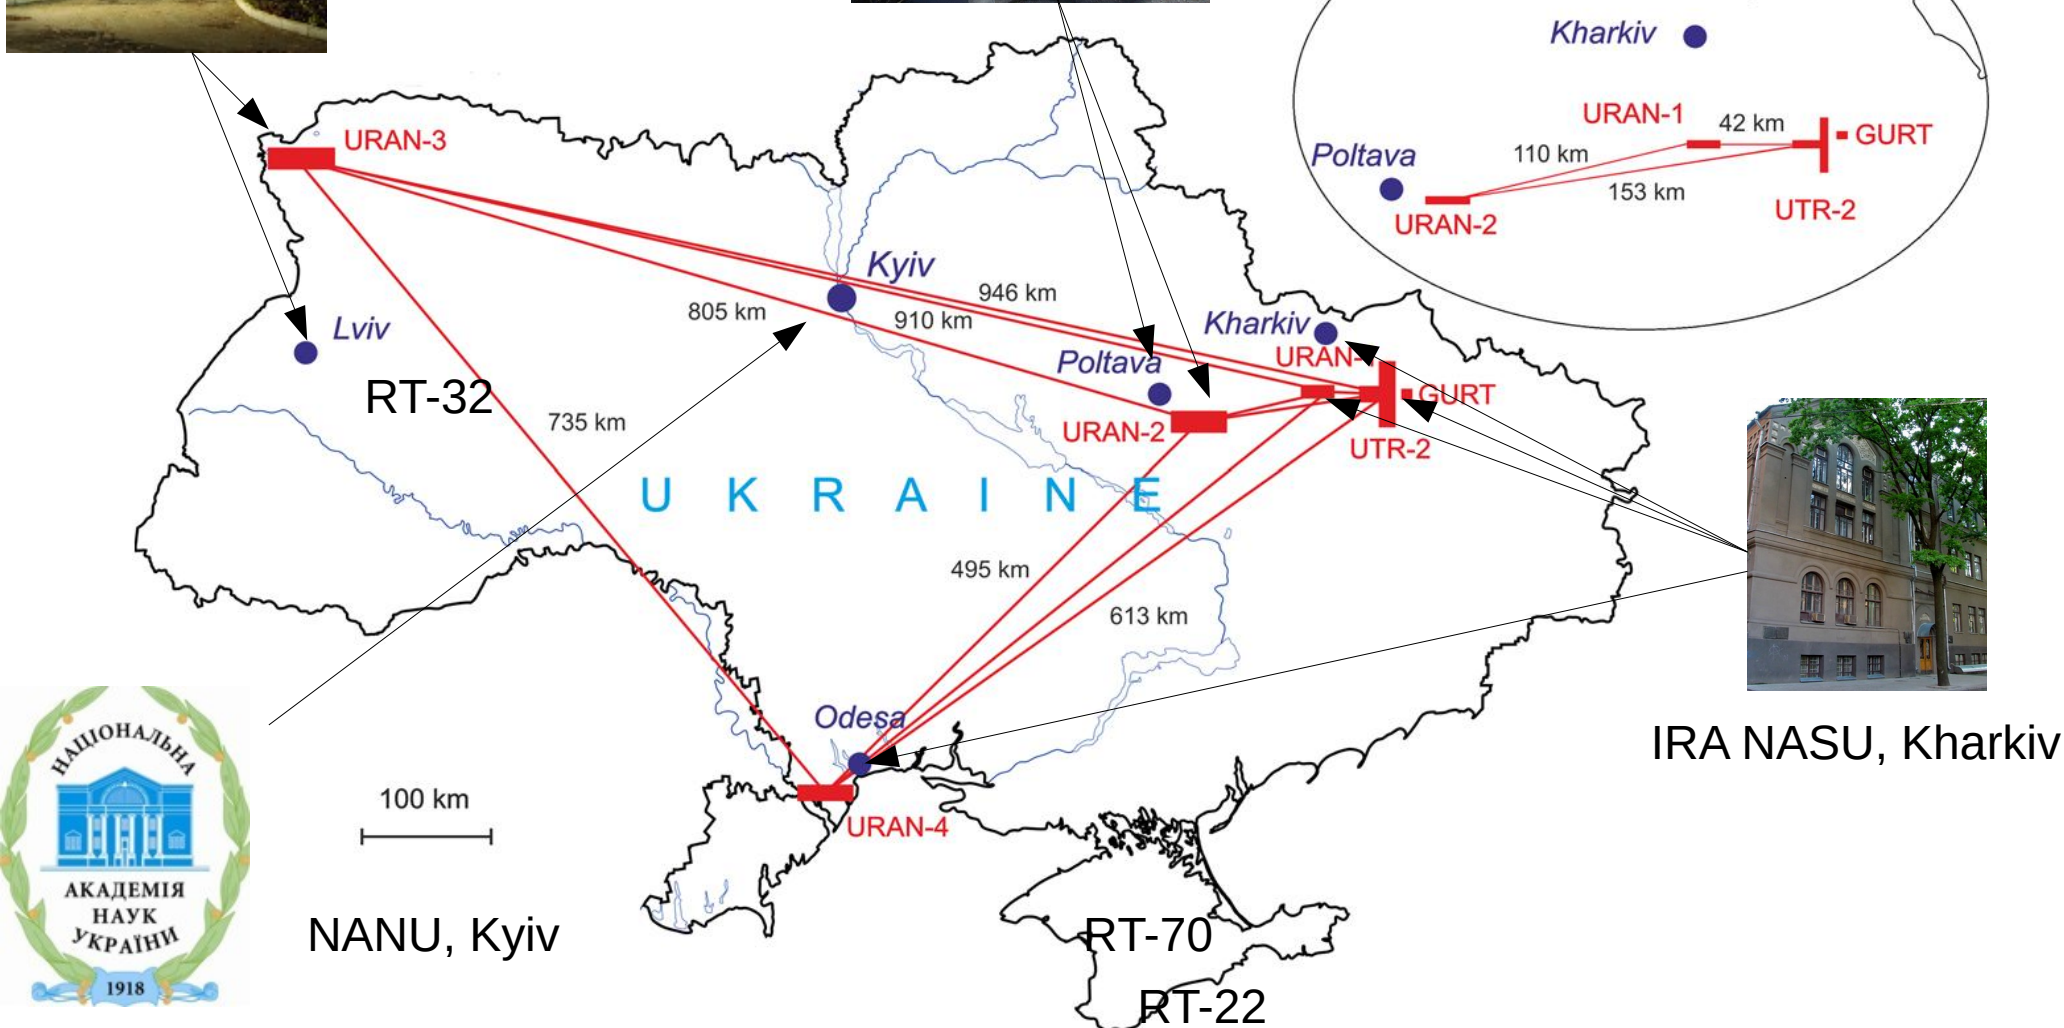 Kharkiv
URAN-1
42 km
GURT
110 km
Poltava
153 km
URAN-2
UTR-2
URAN-3
Kyiv
946 km
805 km
910 km
Lviv
Kharkiv
URAN-
Poltava
RT-32
GURT
735 km
URAN-2
UTR-2
UKRAINE
495 km
613 km
Odesa
IRA NASU, Kharkiv
НАЦІОНАЛЬНА
АКАДЕМІЯ
НАУК
УКРАЇНИ
1918
100 km
URAN-4
NANU, Kyiv
RT-70
RT-22